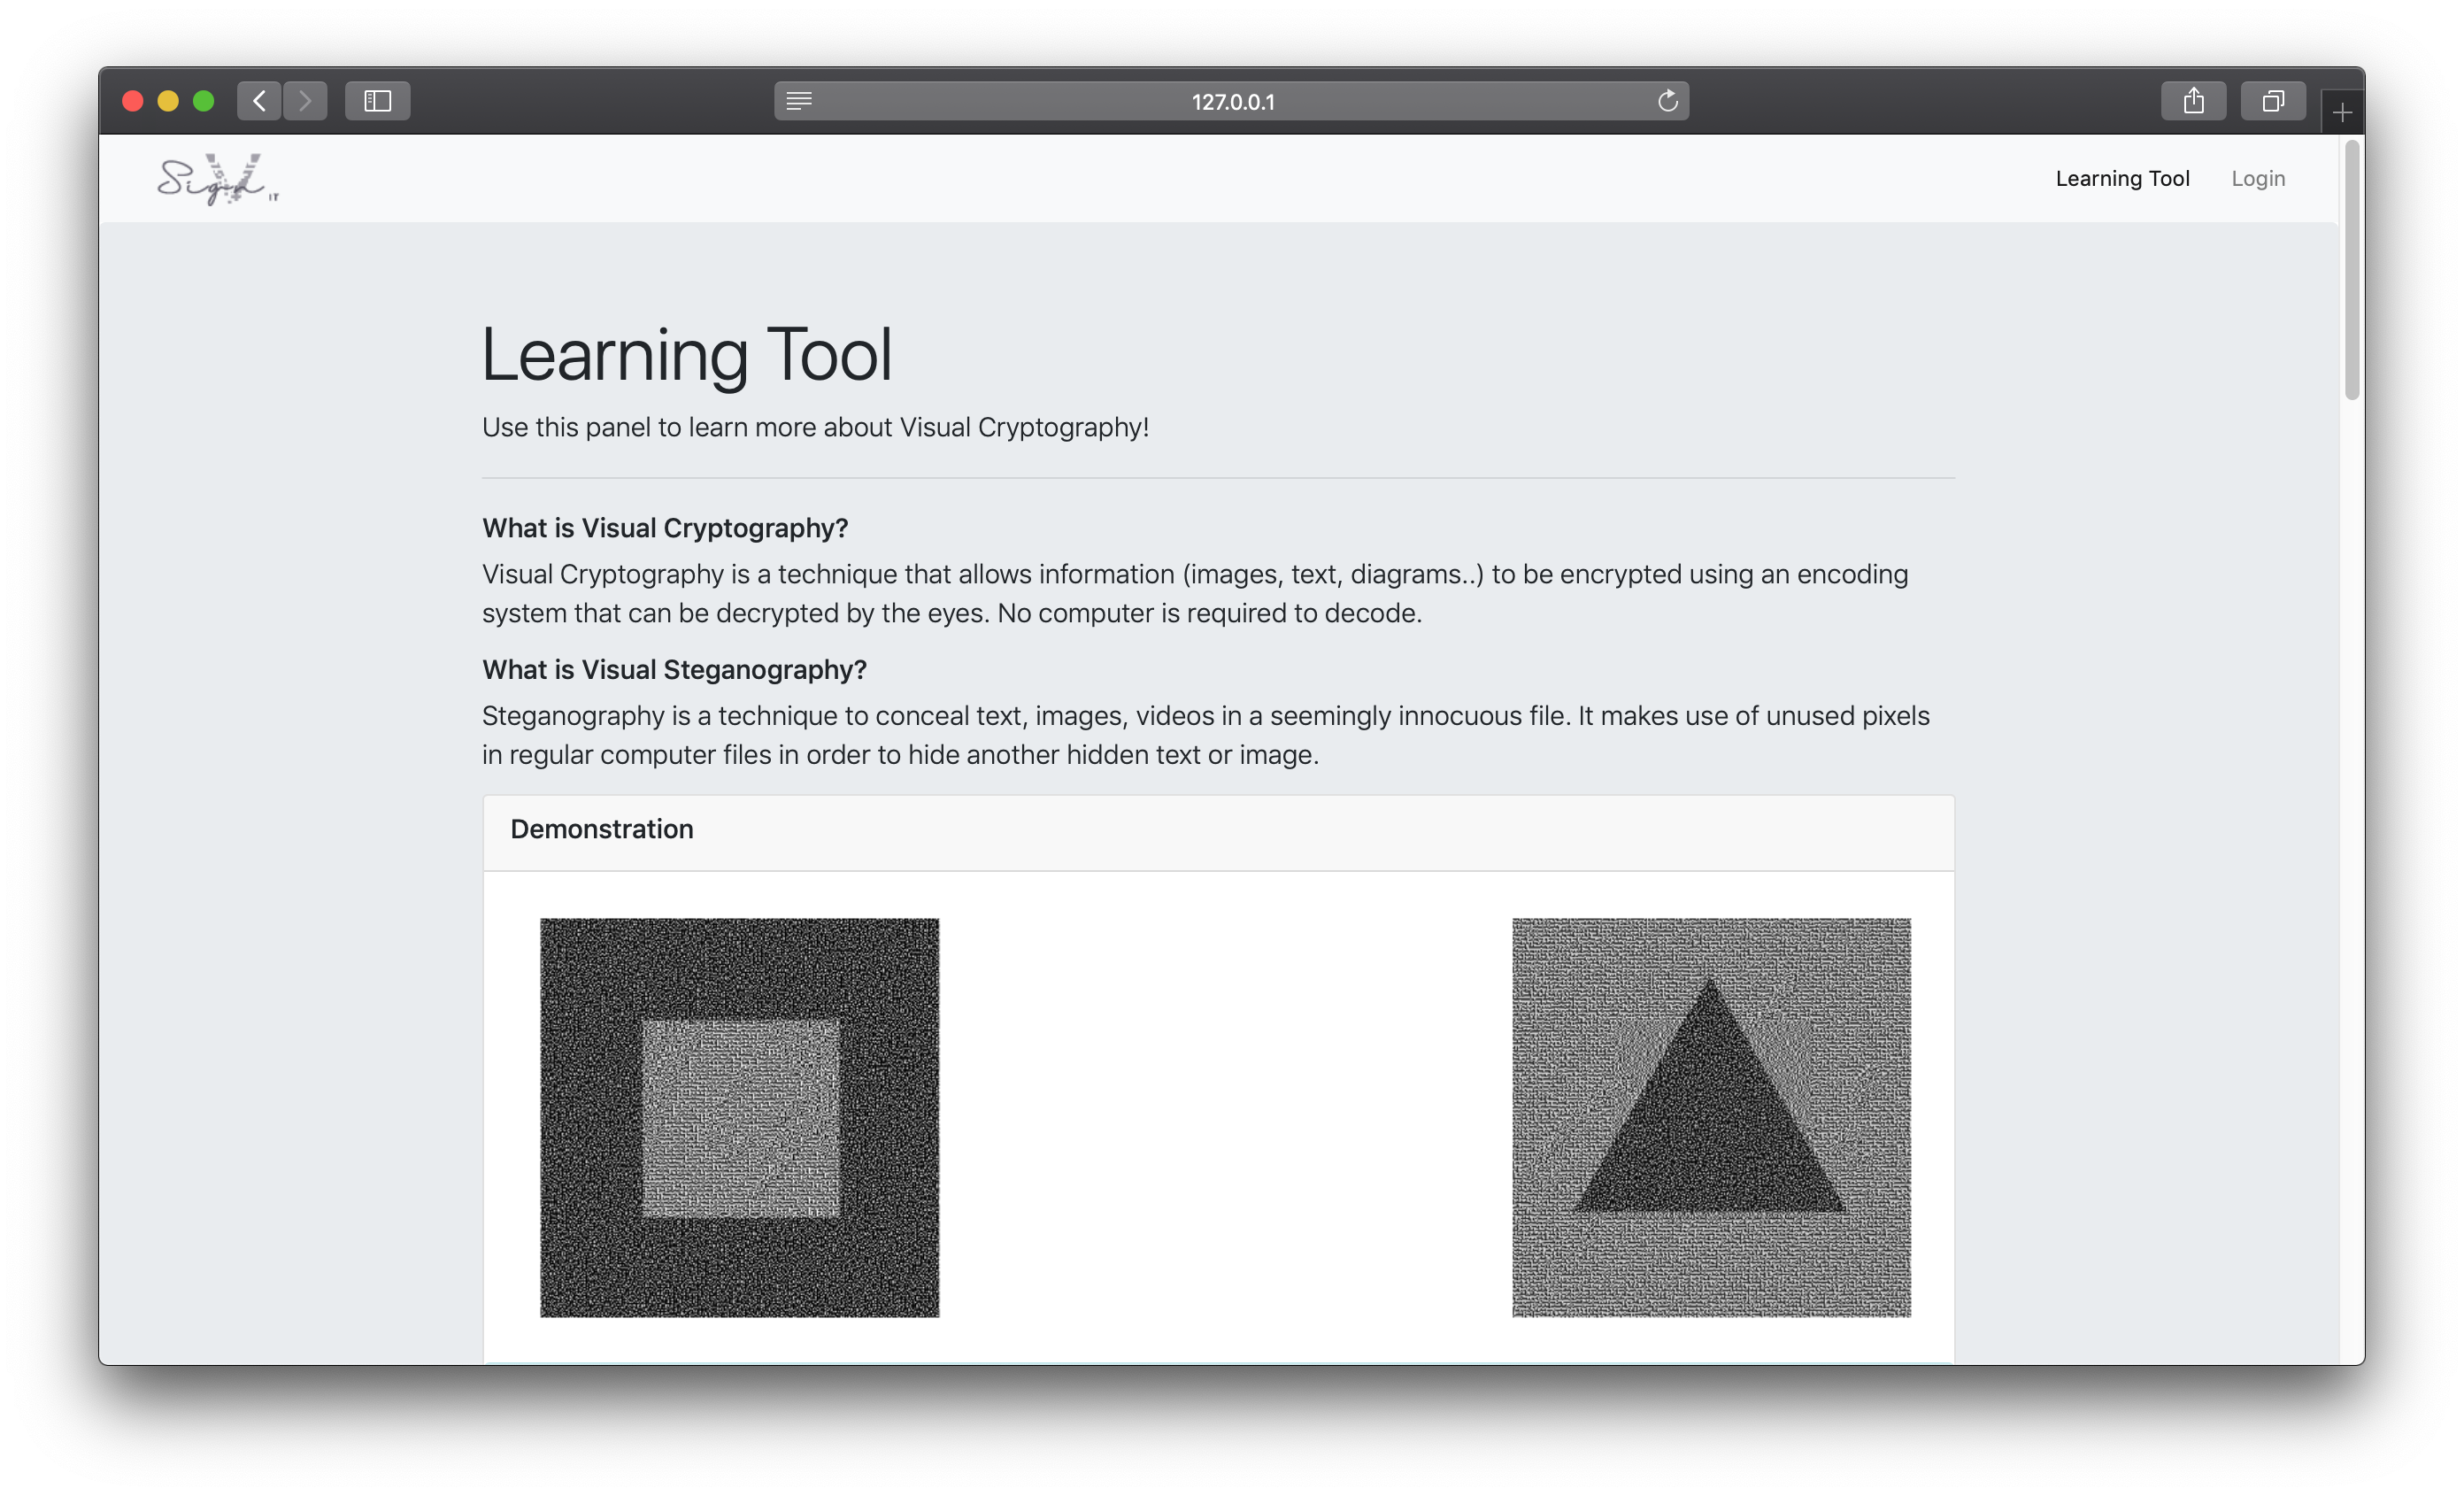 127.0.0.1
Sign V IT
Learning Tool
Login
Learning Tool
Use this panel to learn more about Visual Cryptography!
What is Visual Cryptography?
Visual Cryptography is a technique that allows information (images, text, diagrams..) to be encrypted using an encoding
system that can be decrypted by the eyes. No computer is required to decode.
What is Visual Steganography?
Steganography is a technique to conceal text, images, videos in a seemingly innocuous file. It makes use of unused pixels
in regular computer files in order to hide another hidden text or image.
Demonstration